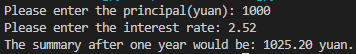 Please enter the principal(yuan): 1000
Please enter the interest rate: 2.52
The summary after one year would be: 1025.20 yuan.